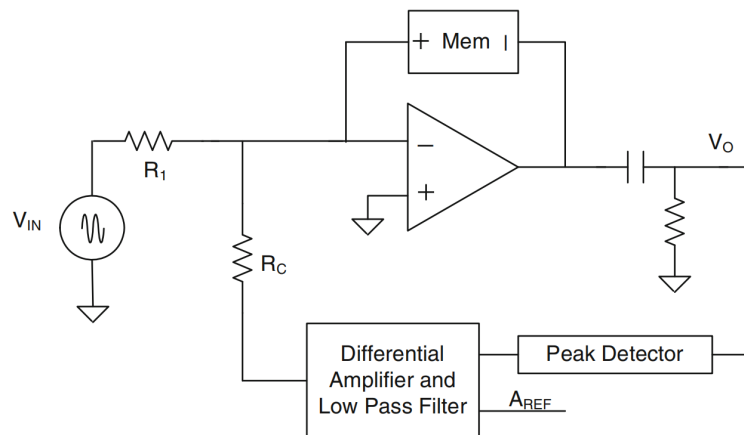 + Mem I
V_O
−
R_1
+
V_IN
R_C
Differential
Amplifier and
Low Pass Filter
Peak Detector
A_REF